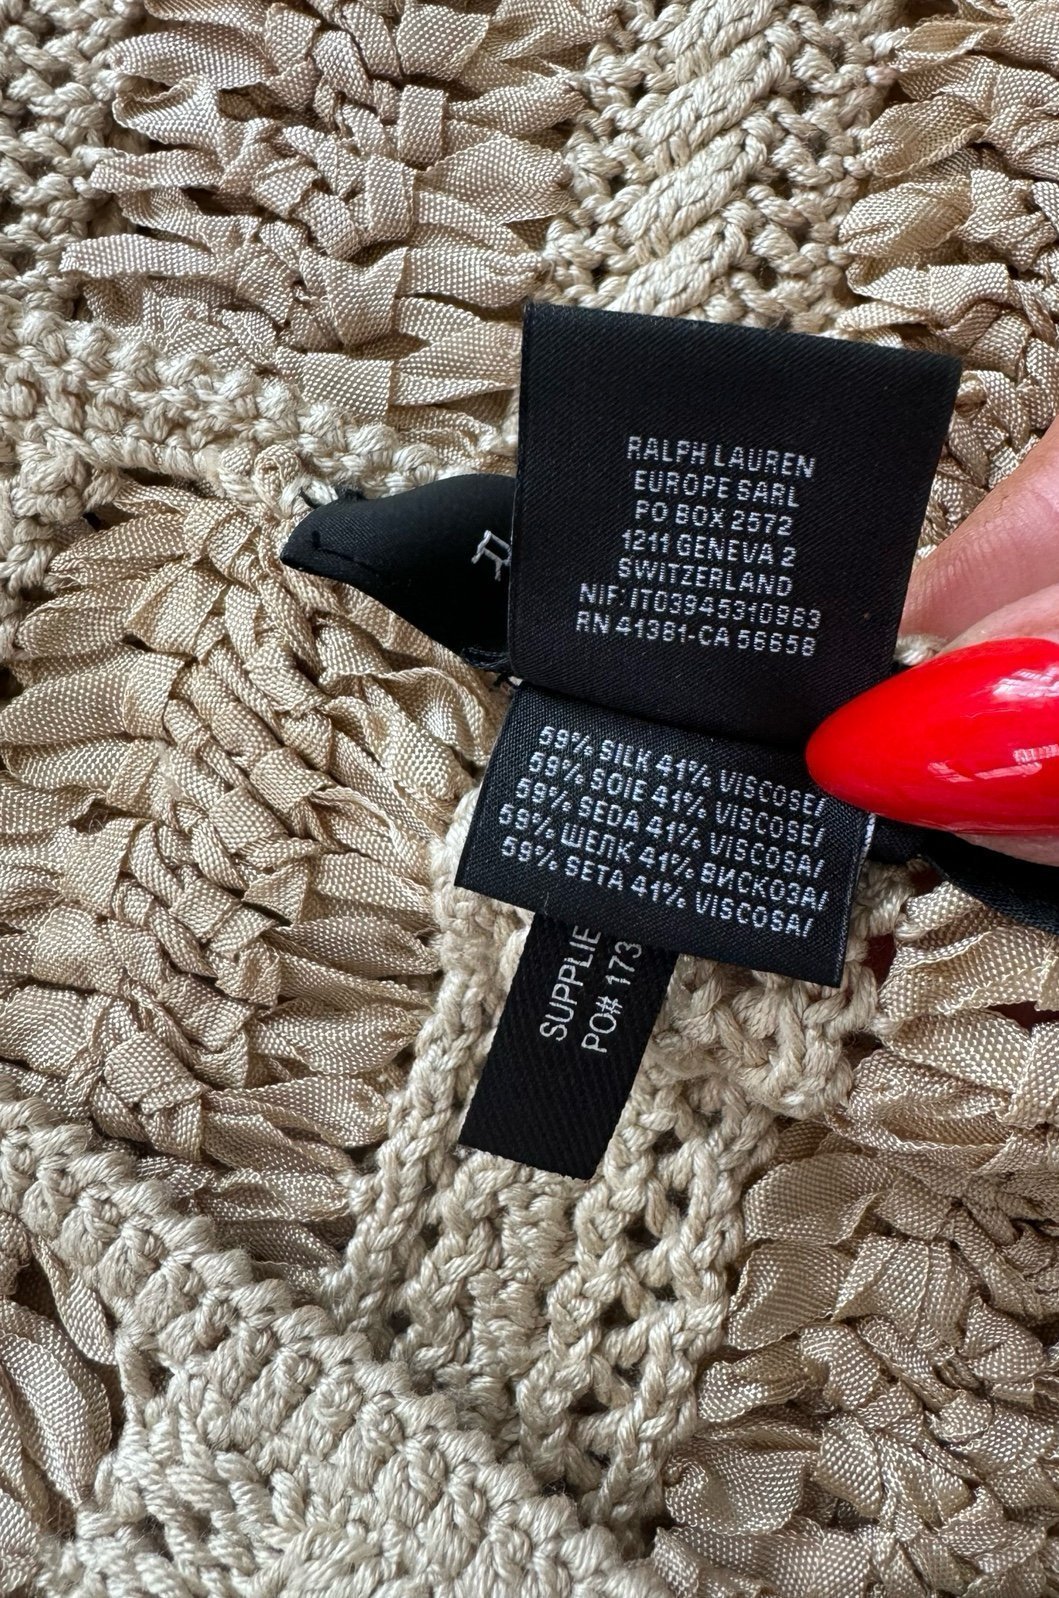 RALPH LAUREN
EUROPE SARL
PO BOX 2572
1211 GENEVA 2
SWITZERLAND
NIF: IT03945310963
RN 41381-CA 56658
59% SILK 41% VISCOSE/
59% SOIE 41% VISCOSE/
59% SEDA 41% VISCOSA/
59% ШЕЛК 41% ВИСКОЗА/
59% SETA 41% VISCOSA/
SUPPLIE
PO# 173
R